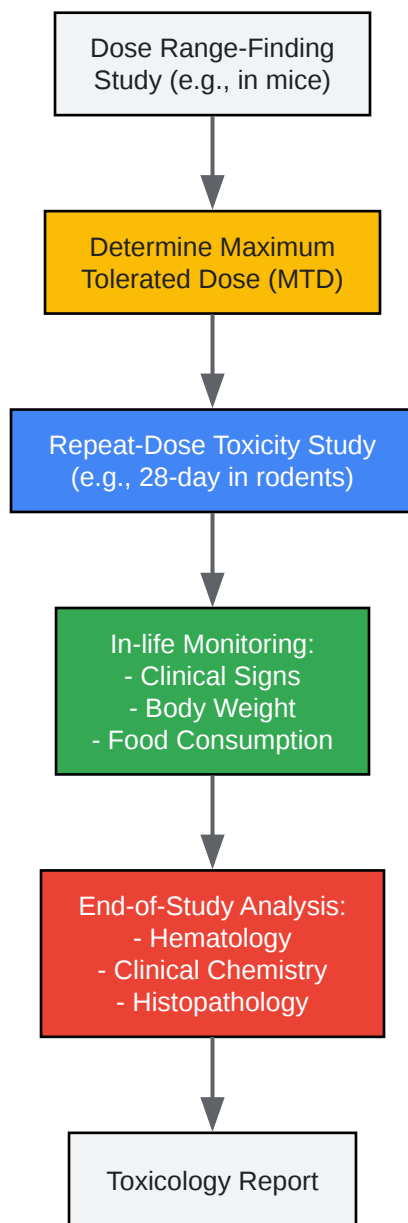 Dose Range-Finding
Study (e.g., in mice)
Determine Maximum
Tolerated Dose (MTD)
Repeat-Dose Toxicity Study
(e.g., 28-day in rodents)
In-life Monitoring:
- Clinical Signs
- Body Weight
- Food Consumption
End-of-Study Analysis:
- Hematology
- Clinical Chemistry
- Histopathology
Toxicology Report